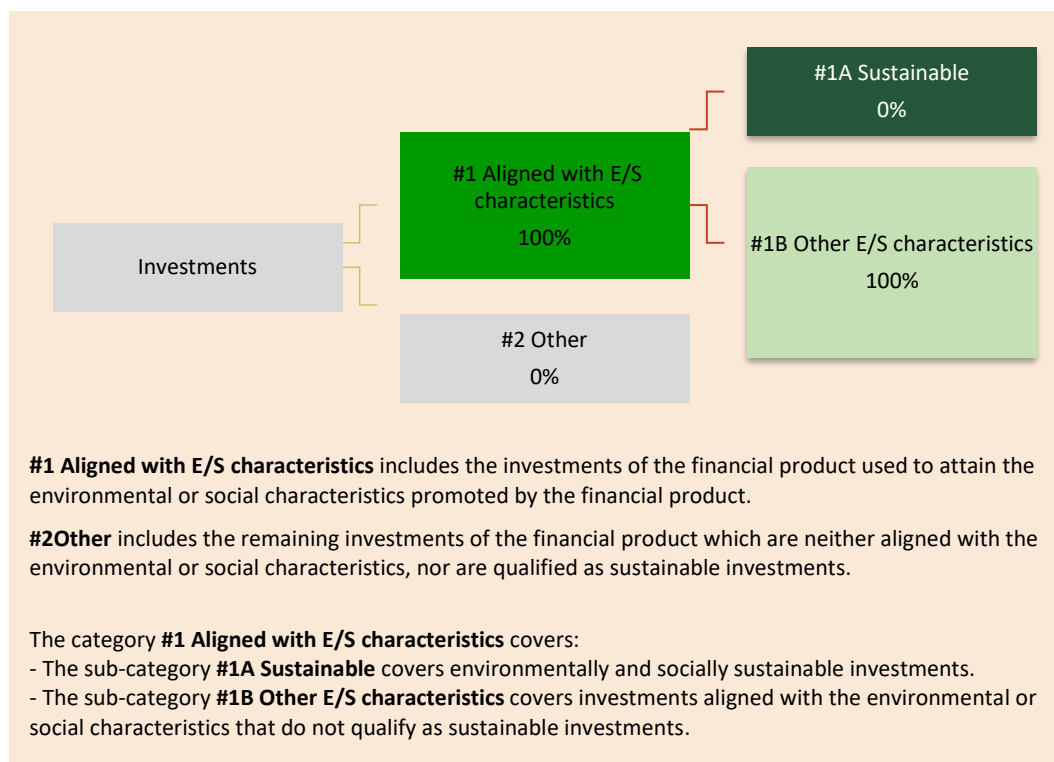 #1A Sustainable
0%
#1 Aligned with E/S
characteristics
100%
#1B Other E/S characteristics
100%
Investments
#2 Other
0%
#1 Aligned with E/S characteristics includes the investments of the financial product used to attain the
environmental or social characteristics promoted by the financial product.
#2Other includes the remaining investments of the financial product which are neither aligned with the
environmental or social characteristics, nor are qualified as sustainable investments.
The category #1 Aligned with E/S characteristics covers:
- The sub-category #1A Sustainable covers environmentally and socially sustainable investments.
- The sub-category #1B Other E/S characteristics covers investments aligned with the environmental or
social characteristics that do not qualify as sustainable investments.